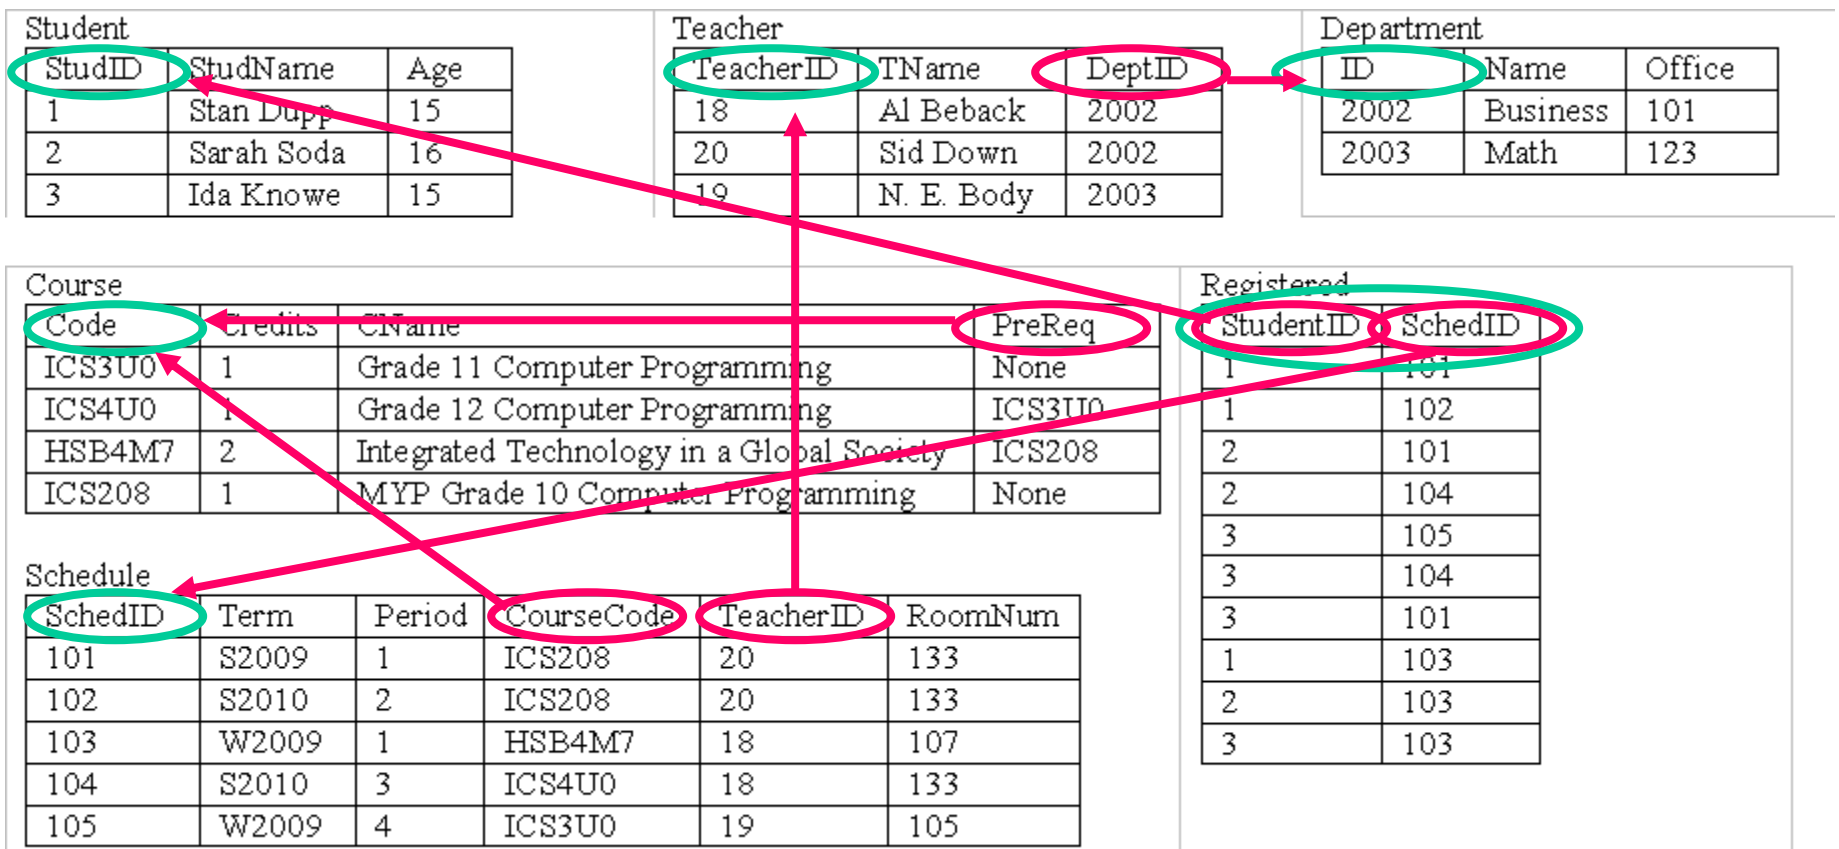 Student
StudID StudName Age
1 Stan Dupp 15
2 Sarah Soda 16
3 Ida Knowe 15
Teacher
TeacherID TName DeptID
18 Al Beback 2002
20 Sid Down 2002
19 N. E. Body 2003
Department
ID Name Office
2002 Business 101
2003 Math 123
Course
Code Credits CName PreReq
ICS3U0 1 Grade 11 Computer Programming None
ICS4U0 1 Grade 12 Computer Programming ICS3U0
HSB4M7 2 Integrated Technology in a Global Society ICS208
ICS208 1 MYP Grade 10 Computer Programming None
Registered
StudentID SchedID
1 101
1 102
2 101
2 104
3 105
3 104
3 101
1 103
2 103
3 103
Schedule
SchedID Term Period CourseCode TeacherID RoomNum
101 S2009 1 ICS208 20 133
102 S2010 2 ICS208 20 133
103 W2009 1 HSB4M7 18 107
104 S2010 3 ICS4U0 18 133
105 W2009 4 ICS3U0 19 105